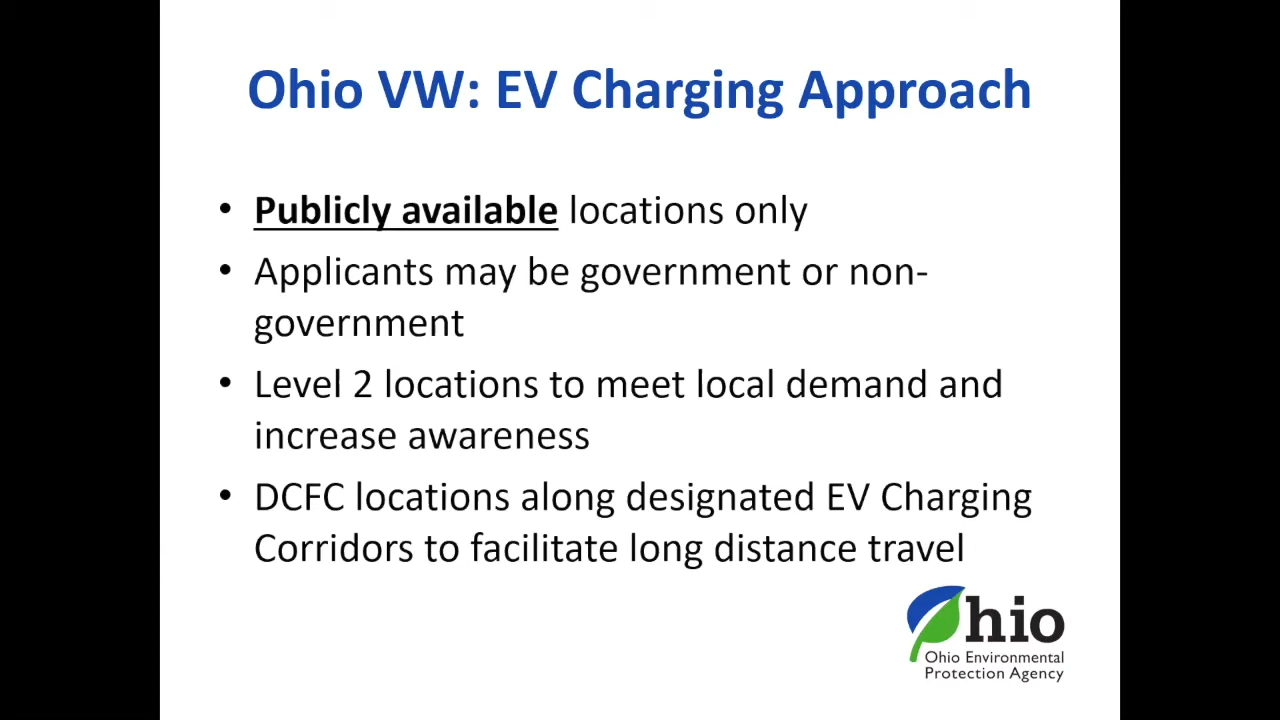 Ohio VW: EV Charging Approach
• Publicly available locations only
• Applicants may be government or non-
government
• Level 2 locations to meet local demand and
increase awareness
• DCFC locations along designated EV Charging
Corridors to facilitate long distance travel
Ohio
Ohio Environmental
Protection Agency